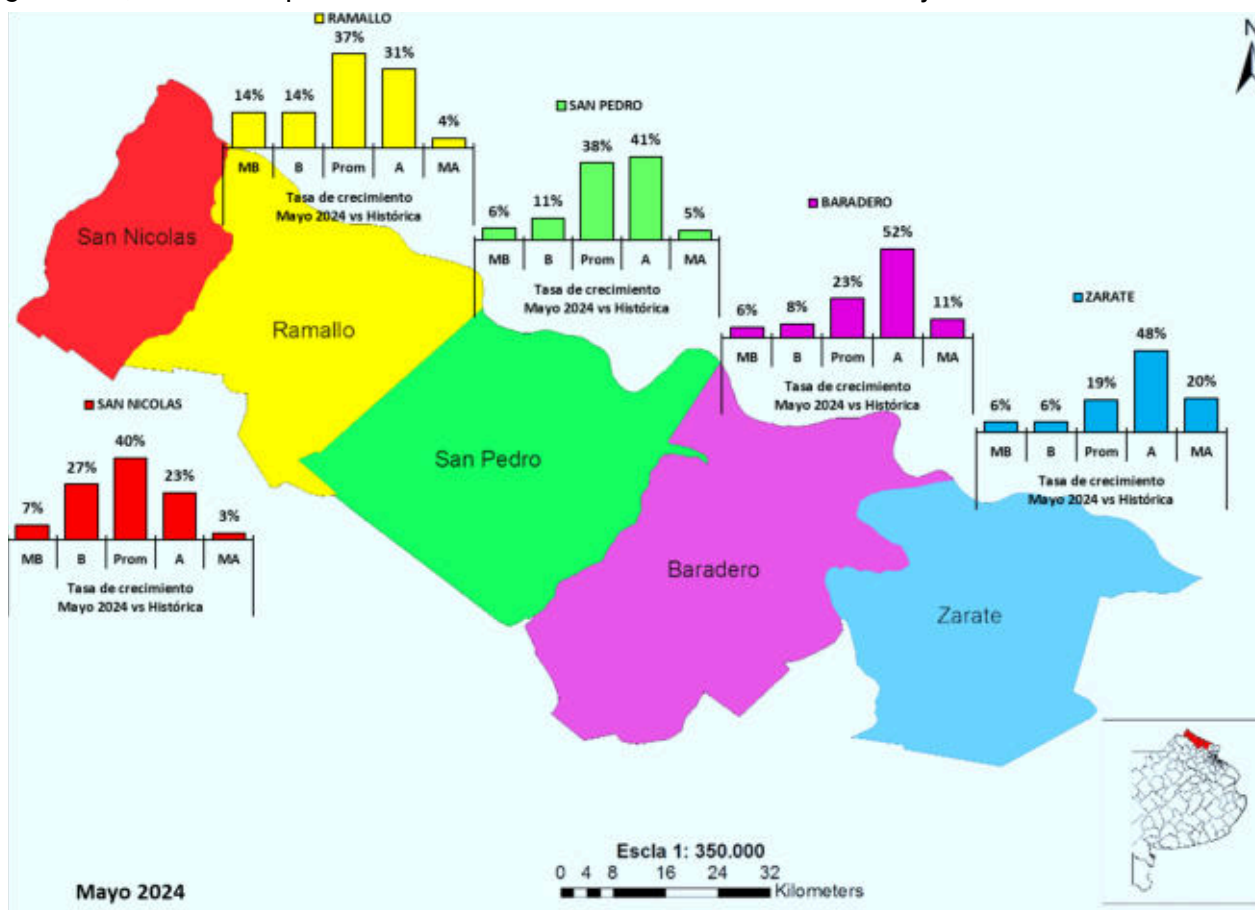 RAMALLO
14% 14% 37% 31% 4%
MB B Prom A MA
Tasa de crecimiento
Mayo 2024 vs Histórica
SAN PEDRO
6% 11% 38% 41% 5%
MB B Prom A MA
Tasa de crecimiento
Mayo 2024 vs Histórica
BARADERO
6% 8% 23% 52% 11%
MB B Prom A MA
Tasa de crecimiento
Mayo 2024 vs Histórica
ZARATE
6% 6% 19% 48% 20%
MB B Prom A MA
Tasa de crecimiento
Mayo 2024 vs Histórica
SAN NICOLAS
7% 27% 40% 23% 3%
MB B Prom A MA
Tasa de crecimiento
Mayo 2024 vs Histórica
San Nicolas
Ramallo
San Pedro
Baradero
Zarate
N
Escla 1: 350.000
0 4 8 16 24 32
Kilometers
Mayo 2024